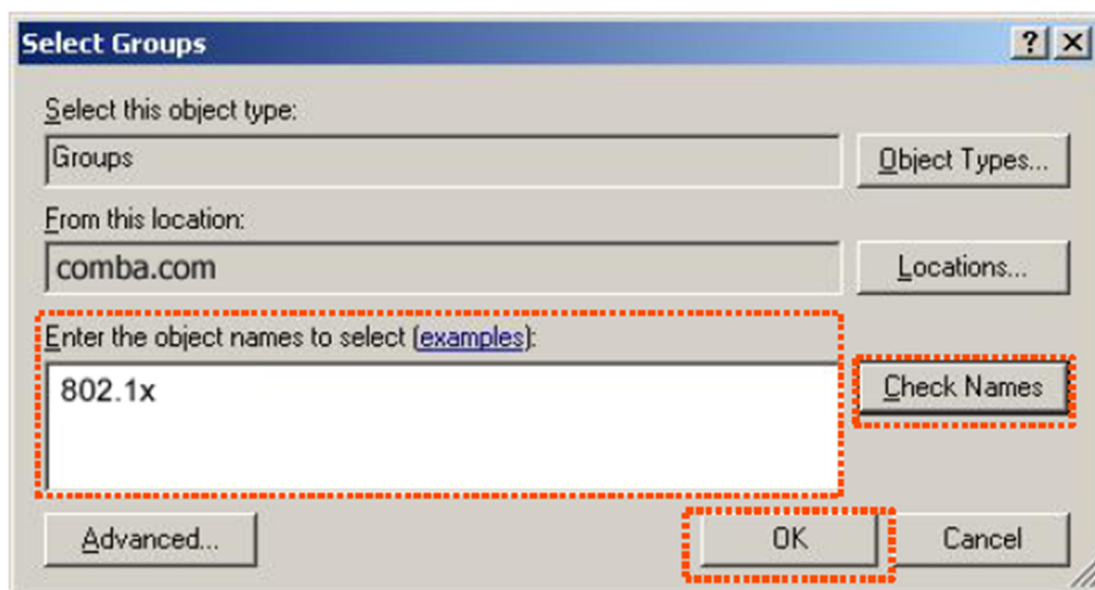 Select Groups
Select this object type:
Groups
Object Types...
From this location:
comba.com
Locations...
Enter the object names to select (examples):
802.1x
Check Names
Advanced...
OK
Cancel